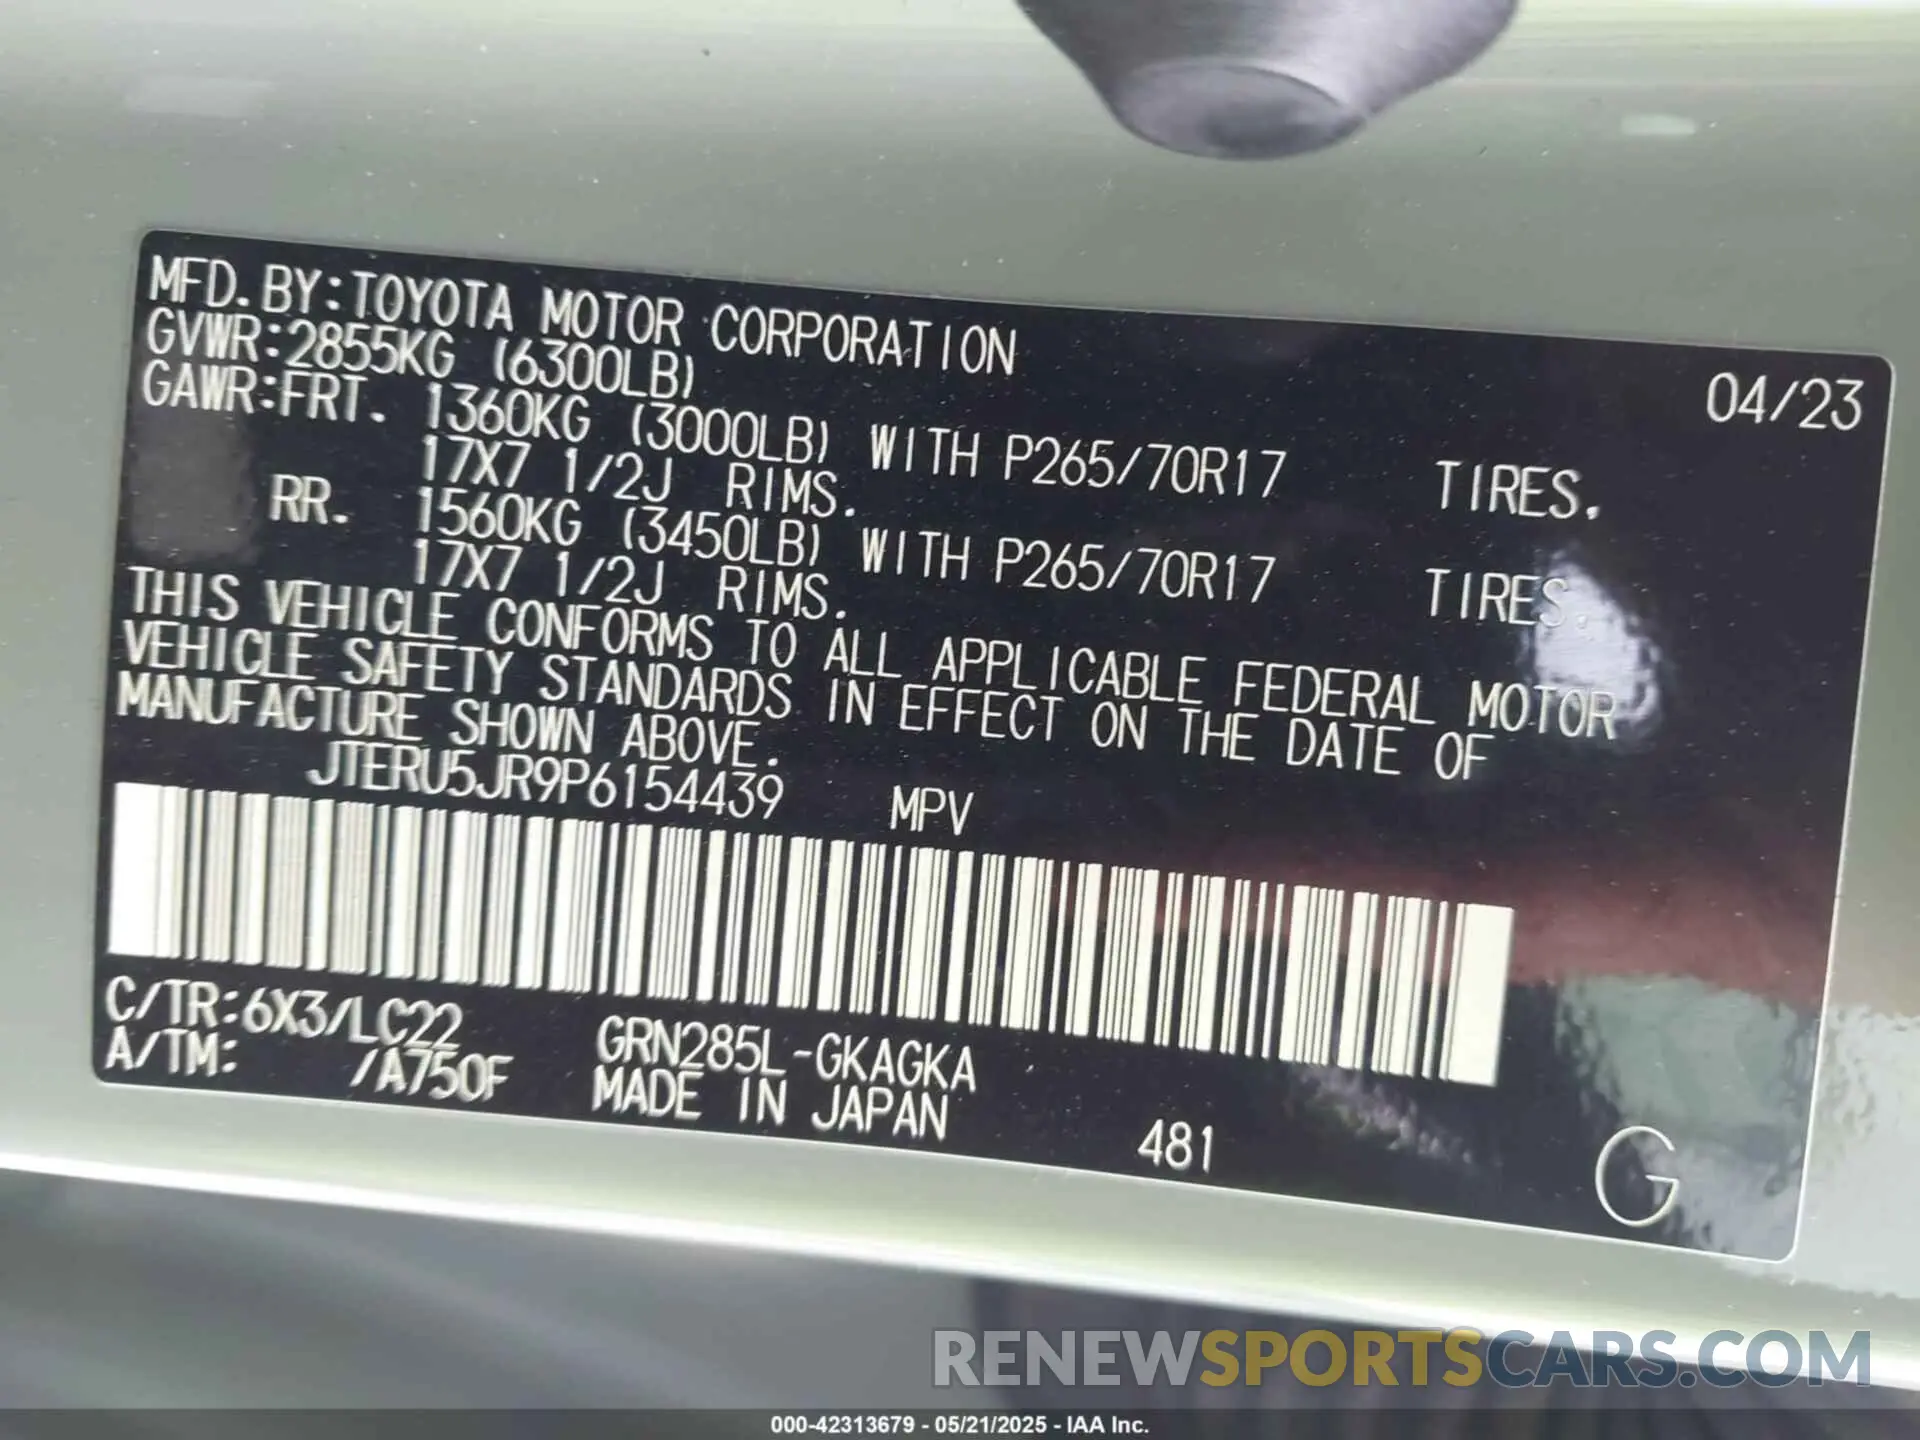 MFD. BY: TOYOTA MOTOR CORPORATION 04/23
GVWR: 2855KG (6300LB)
GAWR: FRT. 1360KG (3000LB) WITH P265/70R17 TIRES.
17X7 1/2J RIMS.
RR. 1560KG (3450LB) WITH P265/70R17 TIRES.
17X7 1/2J RIMS.
THIS VEHICLE CONFORMS TO ALL APPLICABLE FEDERAL MOTOR
VEHICLE SAFETY STANDARDS IN EFFECT ON THE DATE OF
MANUFACTURE SHOWN ABOVE.
JTERU5JR9P6154439 MPV
C/TR: 6X3/LC22 GRN285L-GKAGKA
A/TM: /A750F MADE IN JAPAN 481 G
RENEWSPORTSCARS.COM
000-42313679 - 05/21/2025 - IAA Inc.